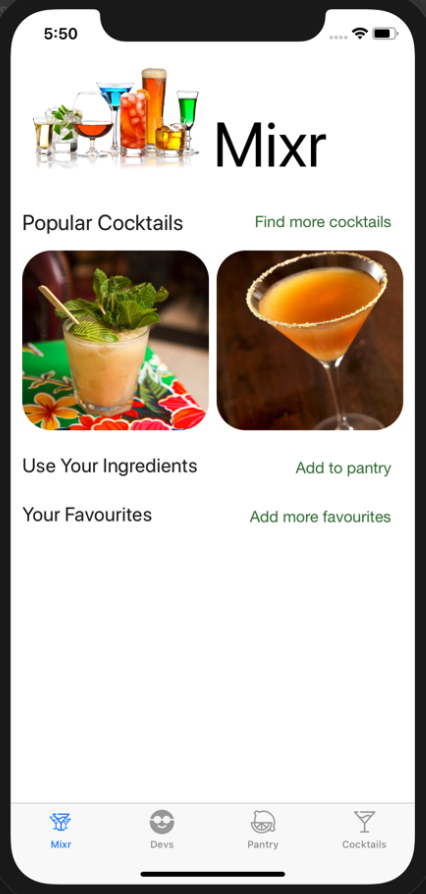 5:50
Mixr
Popular Cocktails Find more cocktails
Use Your Ingredients Add to pantry
Your Favourites Add more favourites
Mixr Devs Pantry Cocktails